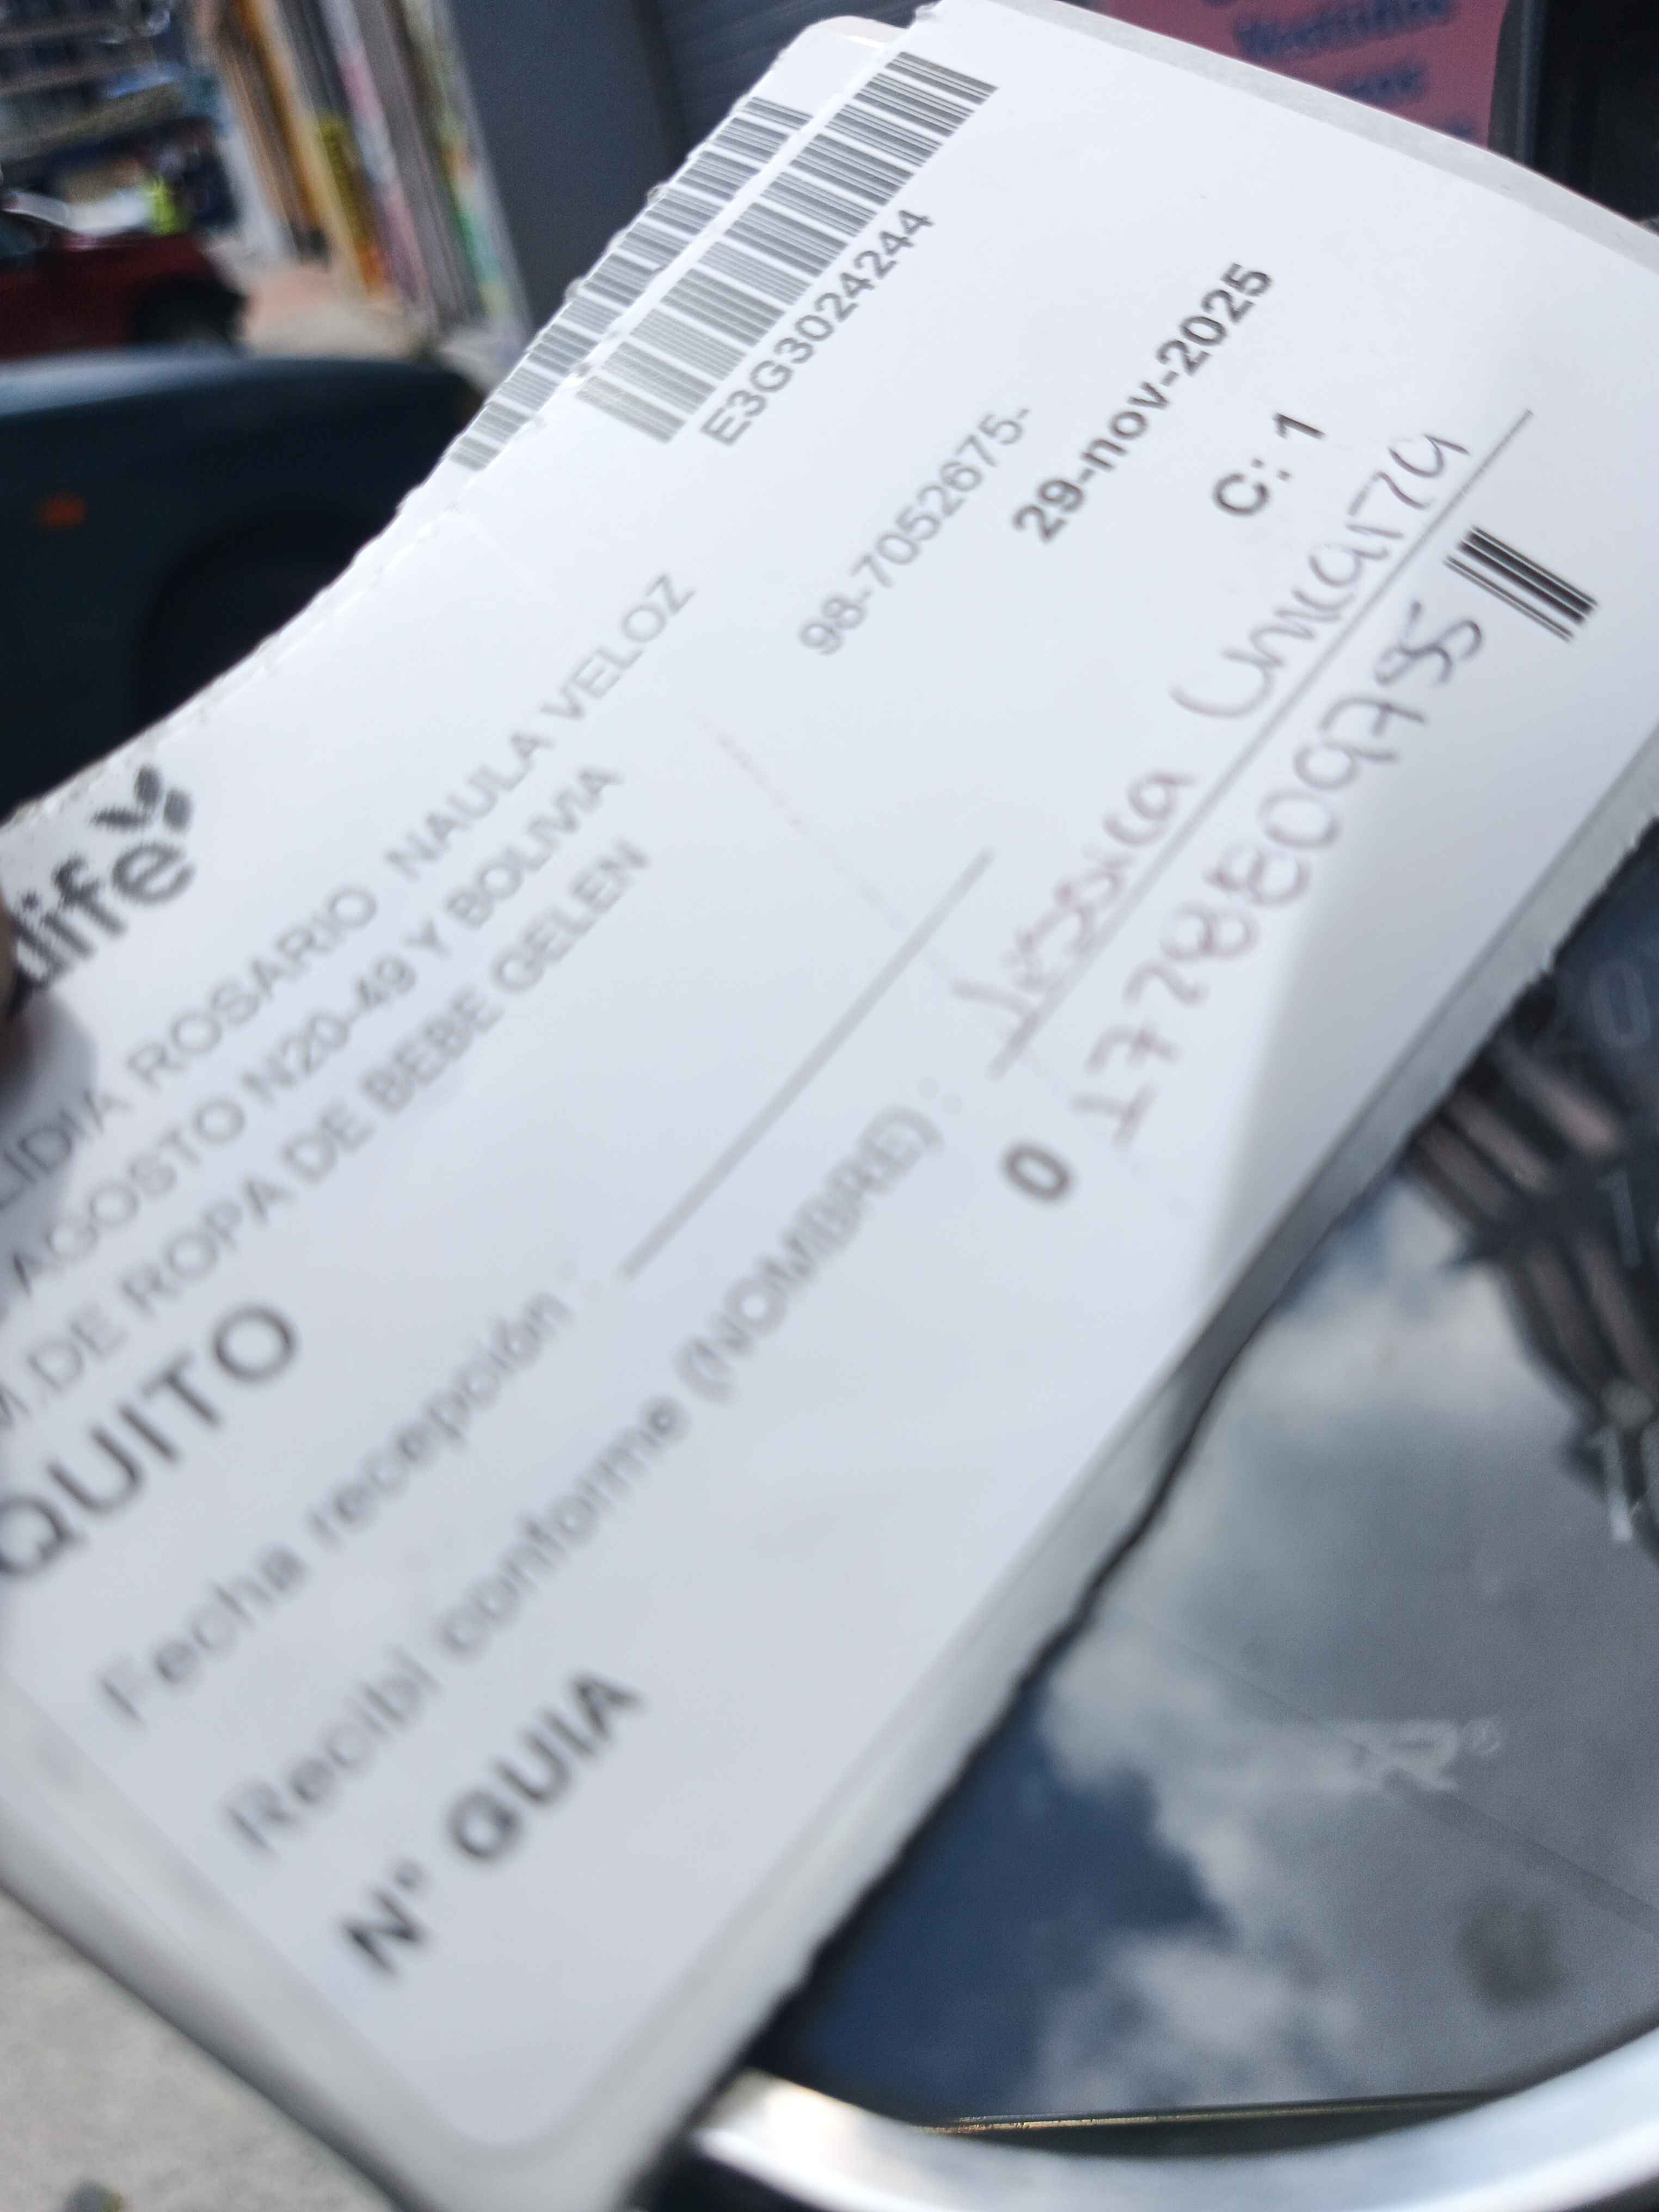 E3G3024244
life
LIDIA ROSARIO NAULA VELOZ
AGOSTO N20-49 Y BOLIVIA
M.DE ROPA DE BEBE GELEN
QUITO
98-7052675-
29-nov-2025
C: 1
Fecha recepción :
Recibi conforme (NOMBRE) : Jessica
N° GUIA 0